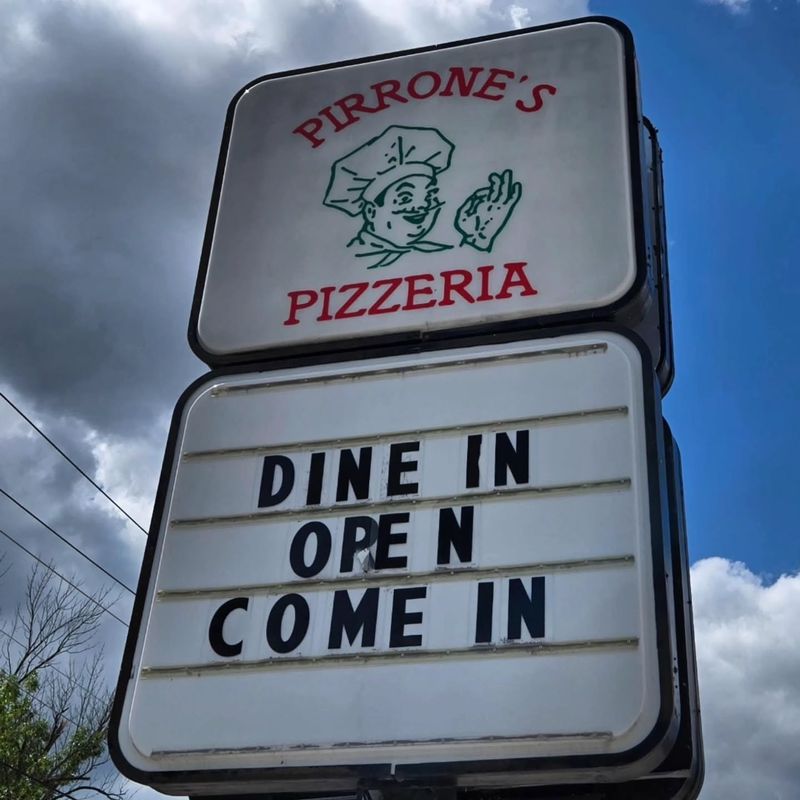 PIRRONE'S
PIZZERIA
DINE IN
OPEN
COME IN